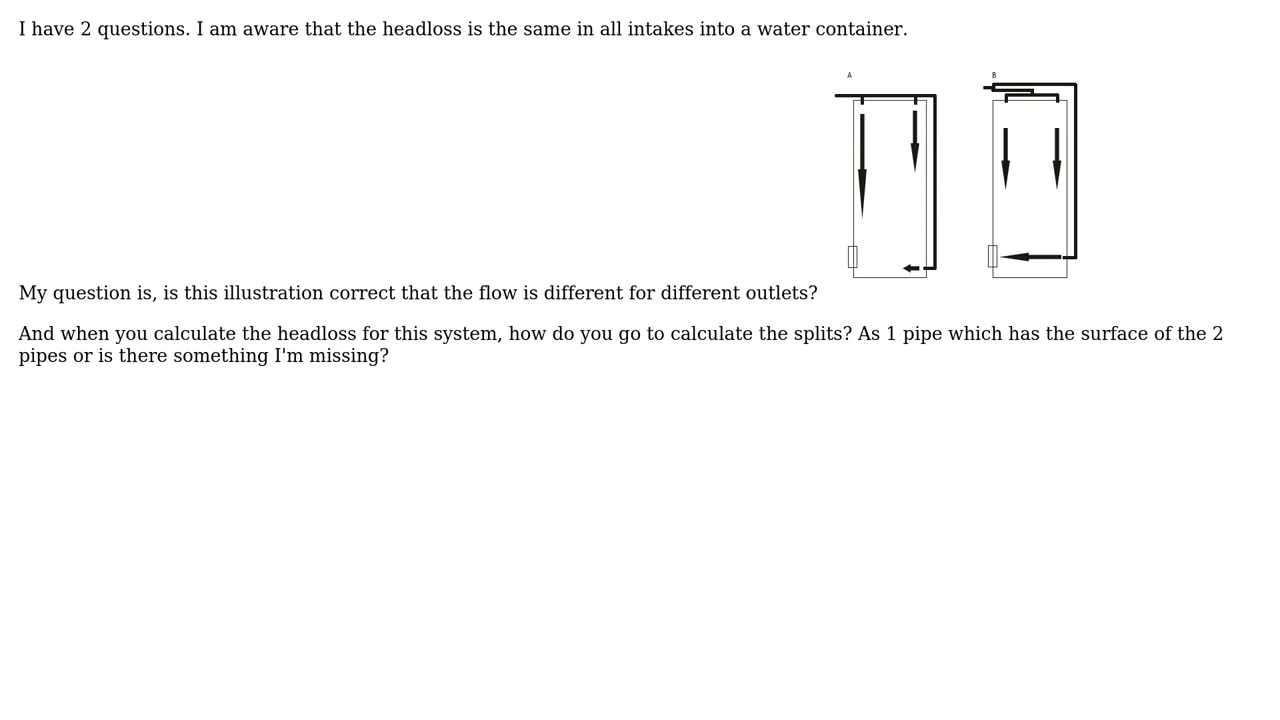 I have 2 questions. I am aware that the headloss is the same in all intakes into a water container.
A
B
My question is, is this illustration correct that the flow is different for different outlets?
And when you calculate the headloss for this system, how do you go to calculate the splits? As 1 pipe which has the surface of the 2
pipes or is there something I'm missing?